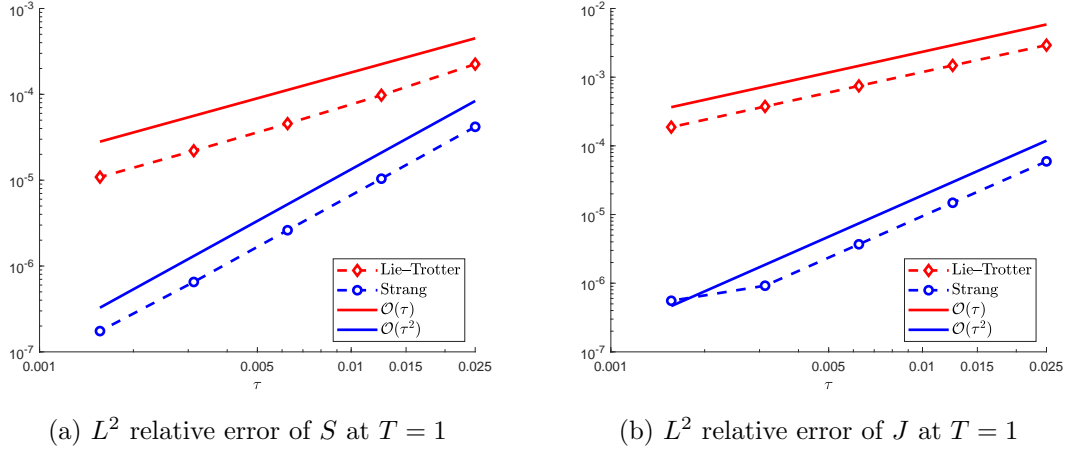 10^-3
10^-4
10^-5
10^-6
10^-7
0.001
0.005
0.01
0.015
0.025
τ
Lie–Trotter
Strang
𝒪(τ)
𝒪(τ²)
(a) L² relative error of S at T = 1
10^-2
10^-3
10^-4
10^-5
10^-6
10^-7
0.001
0.005
0.01
0.015
0.025
τ
Lie–Trotter
Strang
𝒪(τ)
𝒪(τ²)
(b) L² relative error of J at T = 1